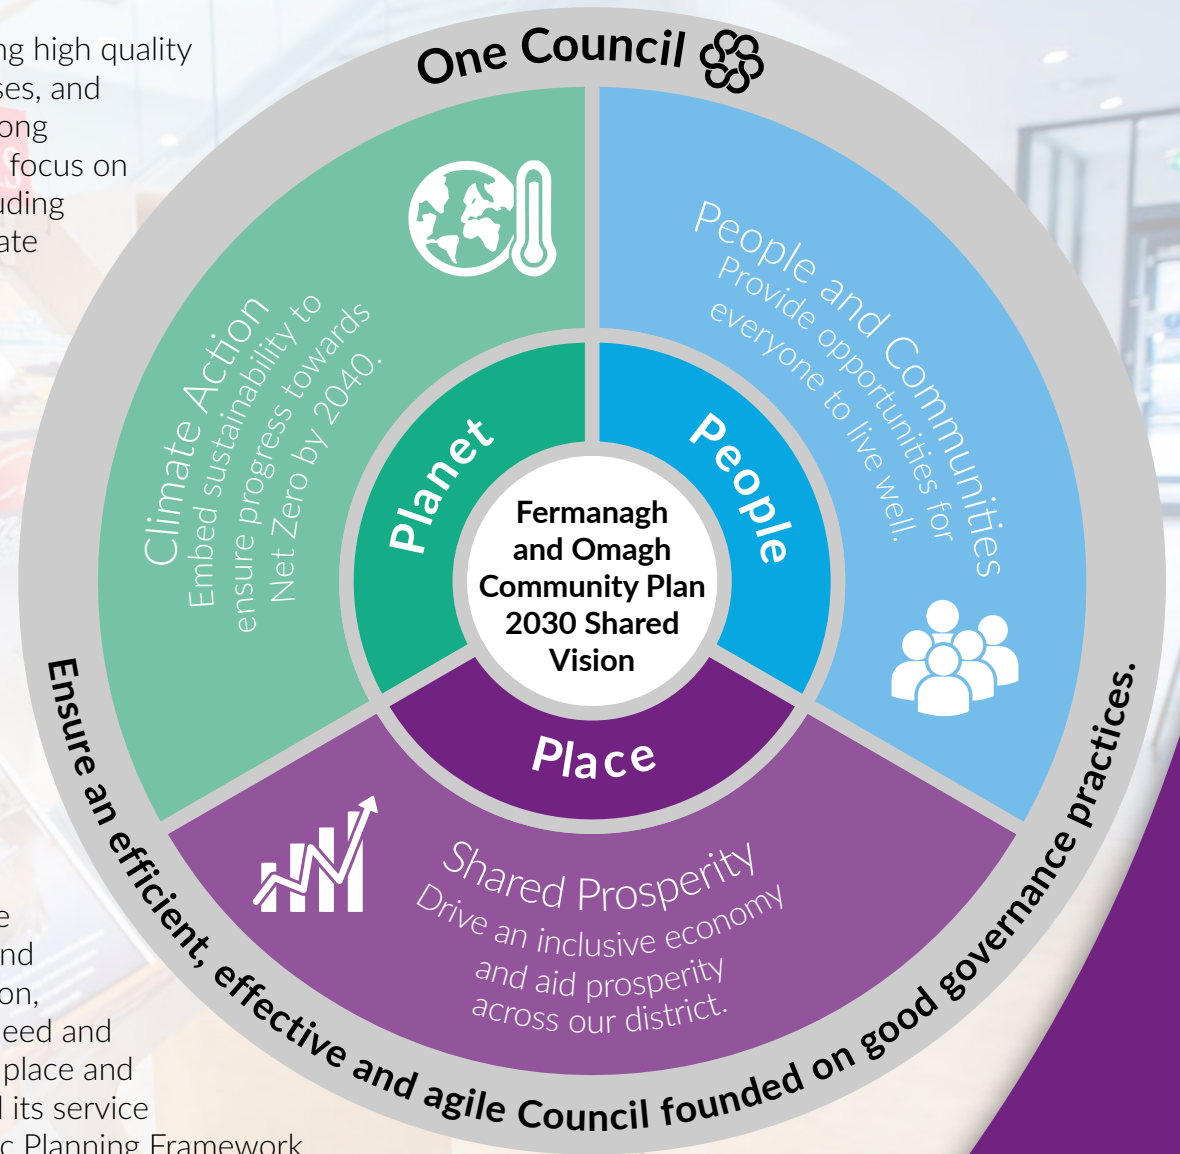 ng high quality
ses, and
ong
focus on
uding
ate
One Council
Climate Action
Embed sustainability to
ensure progress towards
Net Zero by 2040.
People and Communities
Provide opportunities for
everyone to live well.
Planet
People
Fermanagh
and Omagh
Community Plan
2030 Shared
Vision
Place
Shared Prosperity
Drive an inclusive economy
and aid prosperity
across our district.
Ensure an efficient, effective and agile Council founded on good governance practices.
e
nd
on,
eed and
place and
l its service
c Planning Framework